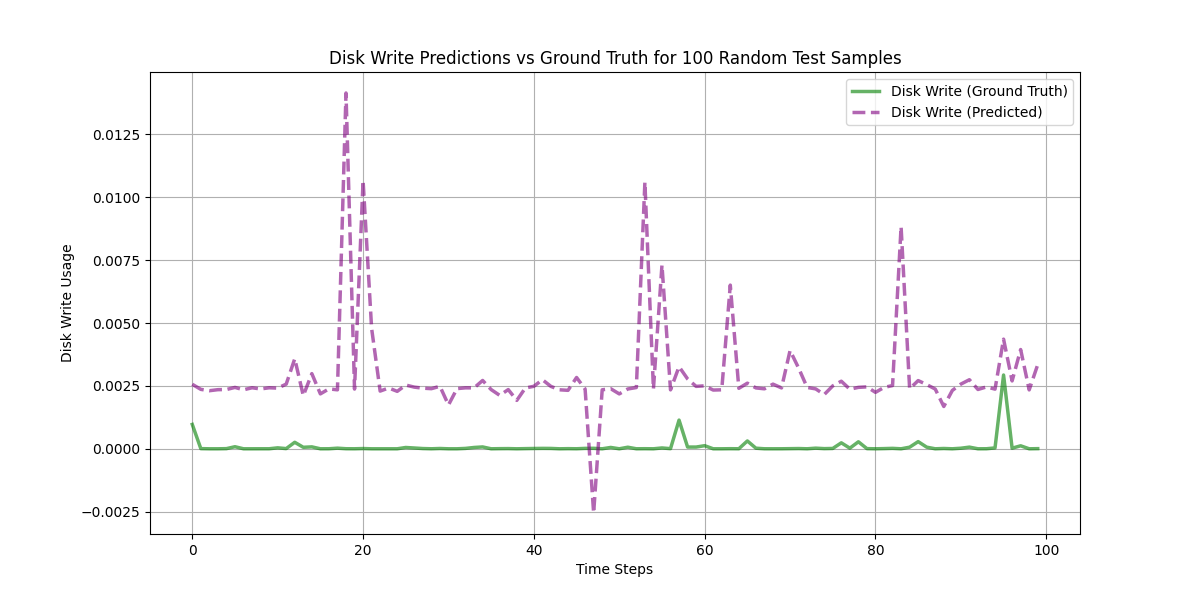 Disk Write Predictions vs Ground Truth for 100 Random Test Samples
Disk Write (Ground Truth)
Disk Write (Predicted)
0.0125
0.0100
0.0075
0.0050
0.0025
0.0000
−0.0025
Disk Write Usage
0 20 40 60 80 100
Time Steps